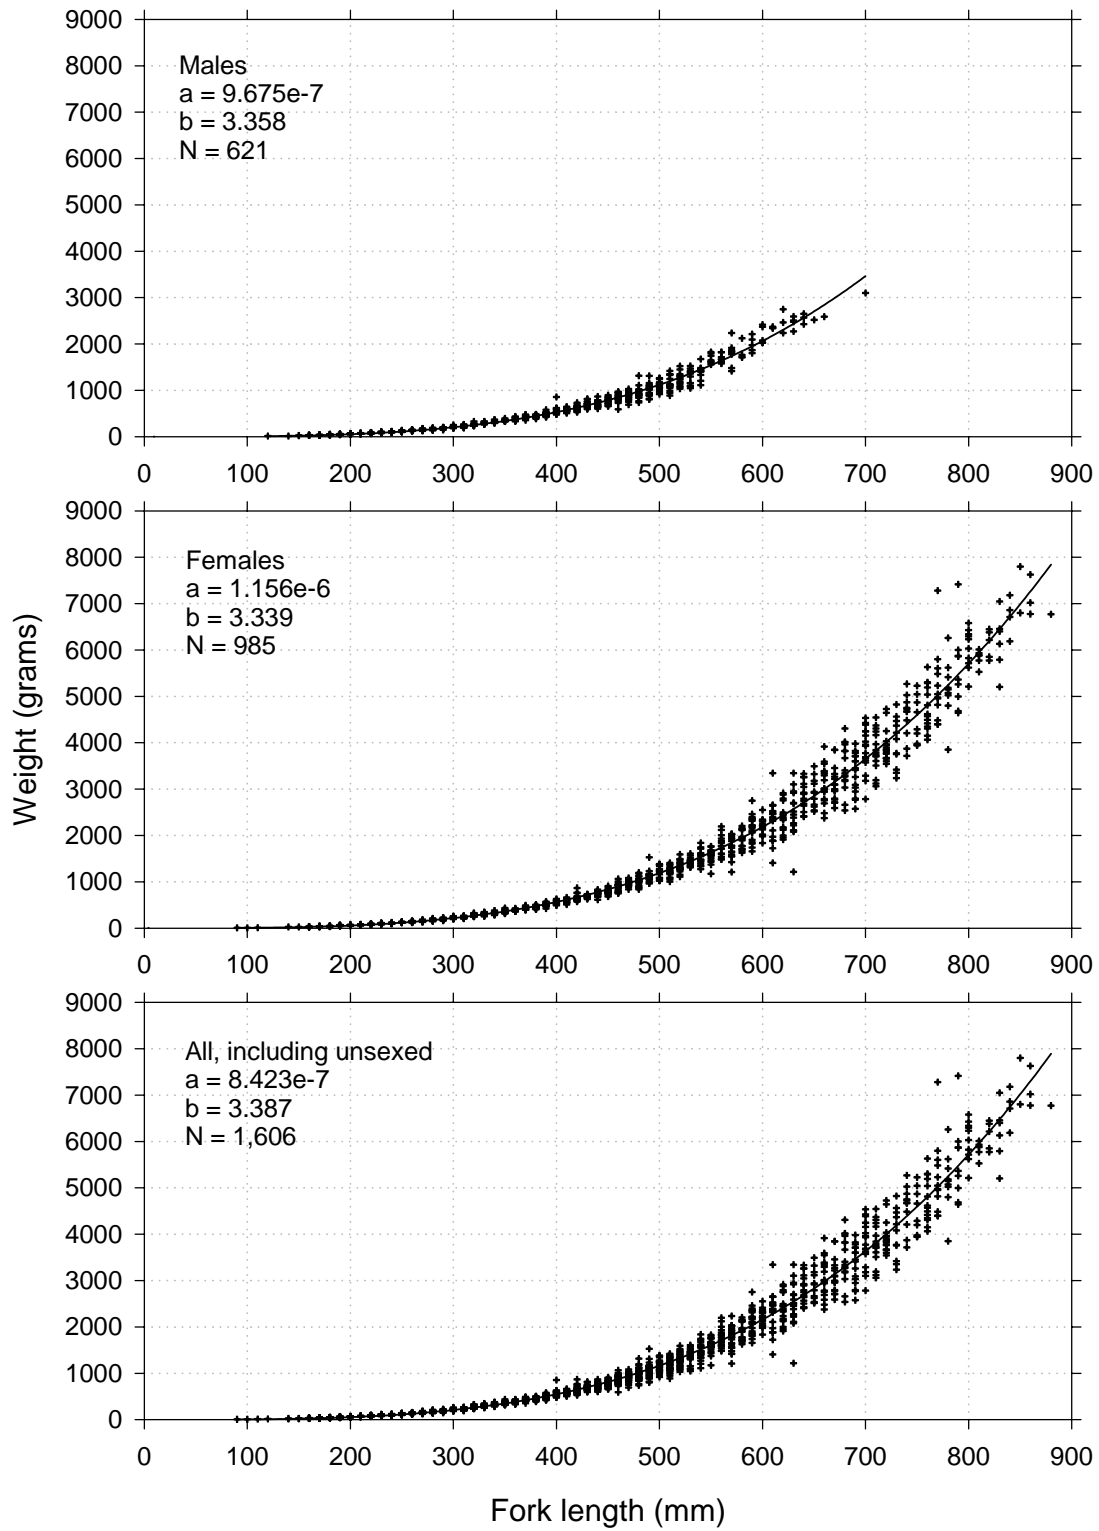 9000
8000
7000
6000
5000
4000
3000
2000
1000
0
Males
a = 9.675e-7
b = 3.358
N = 621
0 100 200 300 400 500 600 700 800 900
9000
8000
7000
6000
5000
4000
3000
2000
1000
0
Females
a = 1.156e-6
b = 3.339
N = 985
0 100 200 300 400 500 600 700 800 900
Weight (grams)
9000
8000
7000
6000
5000
4000
3000
2000
1000
0
All, including unsexed
a = 8.423e-7
b = 3.387
N = 1,606
0 100 200 300 400 500 600 700 800 900
Fork length (mm)